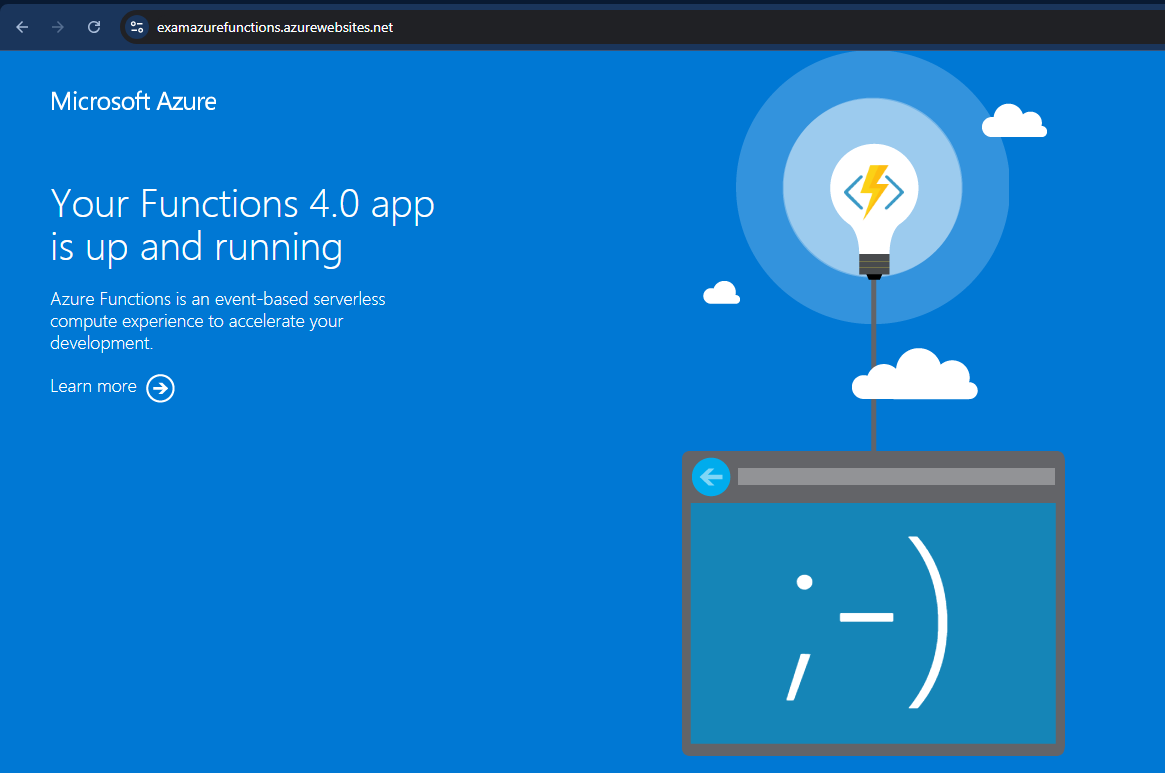 examazurefunctions.azurewebsites.net
Microsoft Azure
Your Functions 4.0 app
is up and running
Azure Functions is an event-based serverless
compute experience to accelerate your
development.
Learn more
;-)